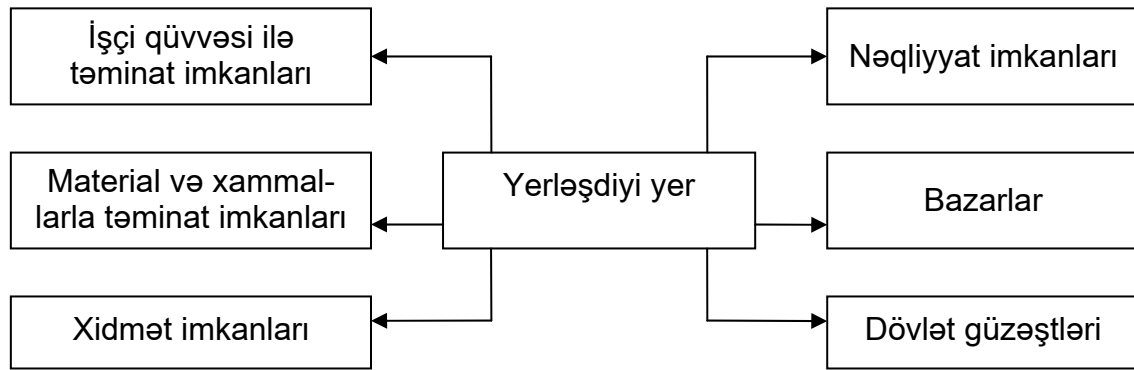 İşçi qüvvəsi ilə
təminat imkanları
Nəqliyyat imkanları
Material və xammal-
larla təminat imkanları
Yerləşdiyi yer
Bazarlar
Xidmət imkanları
Dövlət güzəştləri